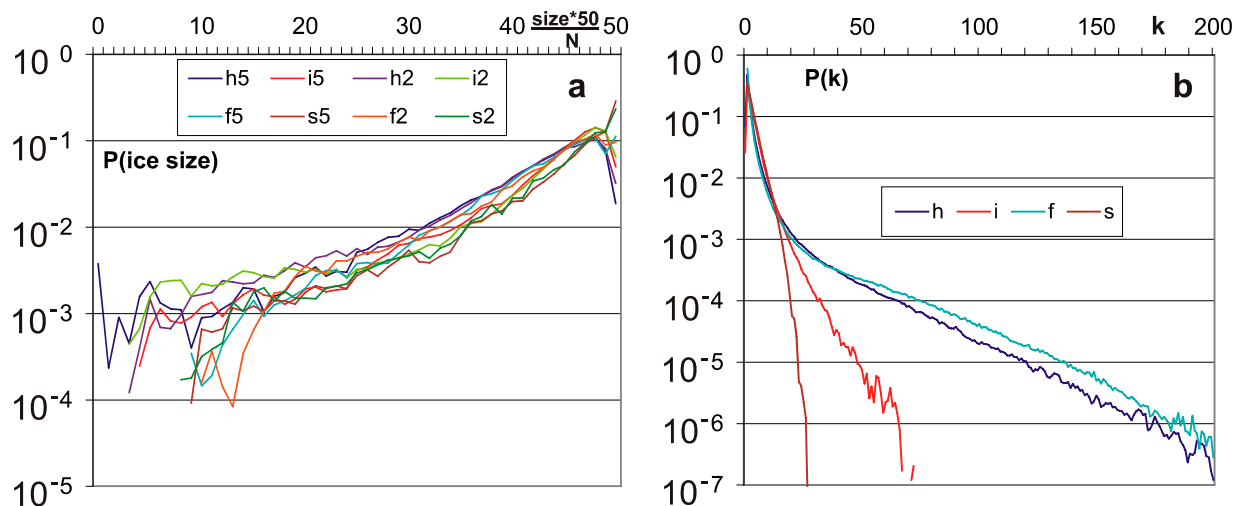 0 10 20 30 40 size*50 50
N
10^0
10^-1
10^-2
10^-3
10^-4
10^-5
h5 i5 h2 i2
f5 s5 f2 s2
a
P(ice size)
0 50 100 150 k 200
10^0
10^-1
10^-2
10^-3
10^-4
10^-5
10^-6
10^-7
P(k)
b
h i f s